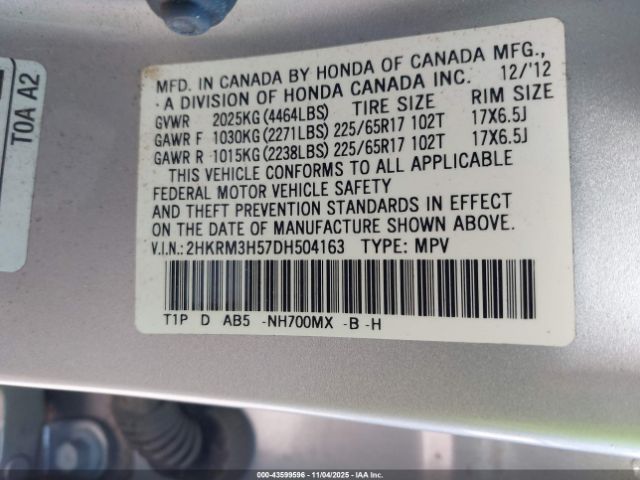 TOA A2
MFD. IN CANADA BY HONDA OF CANADA MFG.,
A DIVISION OF HONDA CANADA INC. 12/'12
GVWR 2025KG(4464LBS) TIRE SIZE RIM SIZE
GAWR F 1030KG(2271LBS) 225/65R17 102T 17X6.5J
GAWR R 1015KG(2238LBS) 225/65R17 102T 17X6.5J
THIS VEHICLE CONFORMS TO ALL APPLICABLE
FEDERAL MOTOR VEHICLE SAFETY
AND THEFT PREVENTION STANDARDS IN EFFECT
ON THE DATE OF MANUFACTURE SHOWN ABOVE.
V.I.N.: 2HKRM3H57DH504163 TYPE: MPV
T1P D AB5 -NH700MX -B -H
000-43599596 - 11/04/2025 - IAA Inc.